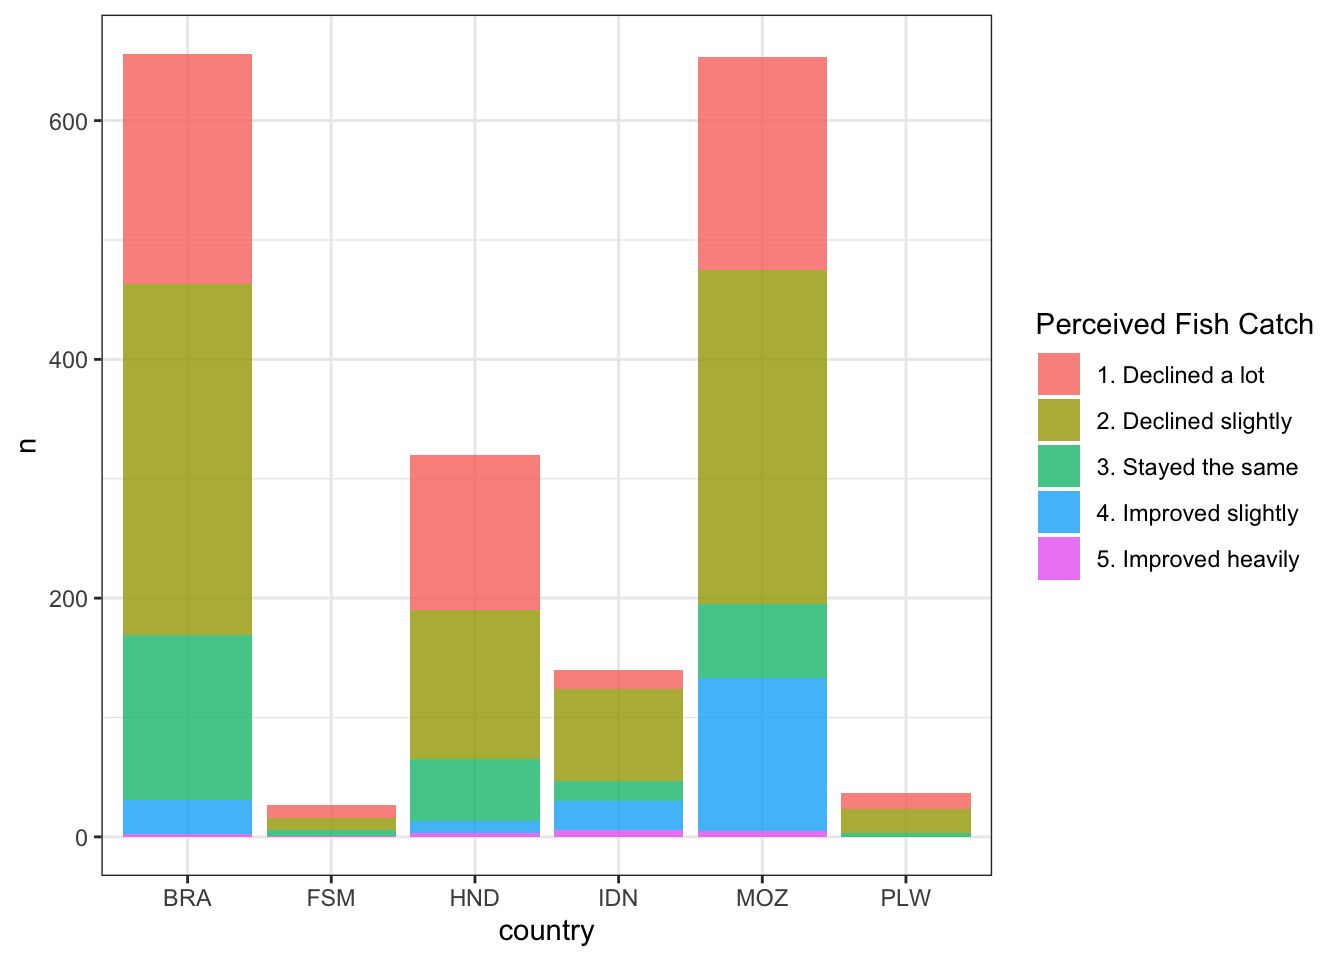 600
400
200
0
n
BRA
FSM
HND
IDN
MOZ
PLW
country
Perceived Fish Catch
1. Declined a lot
2. Declined slightly
3. Stayed the same
4. Improved slightly
5. Improved heavily